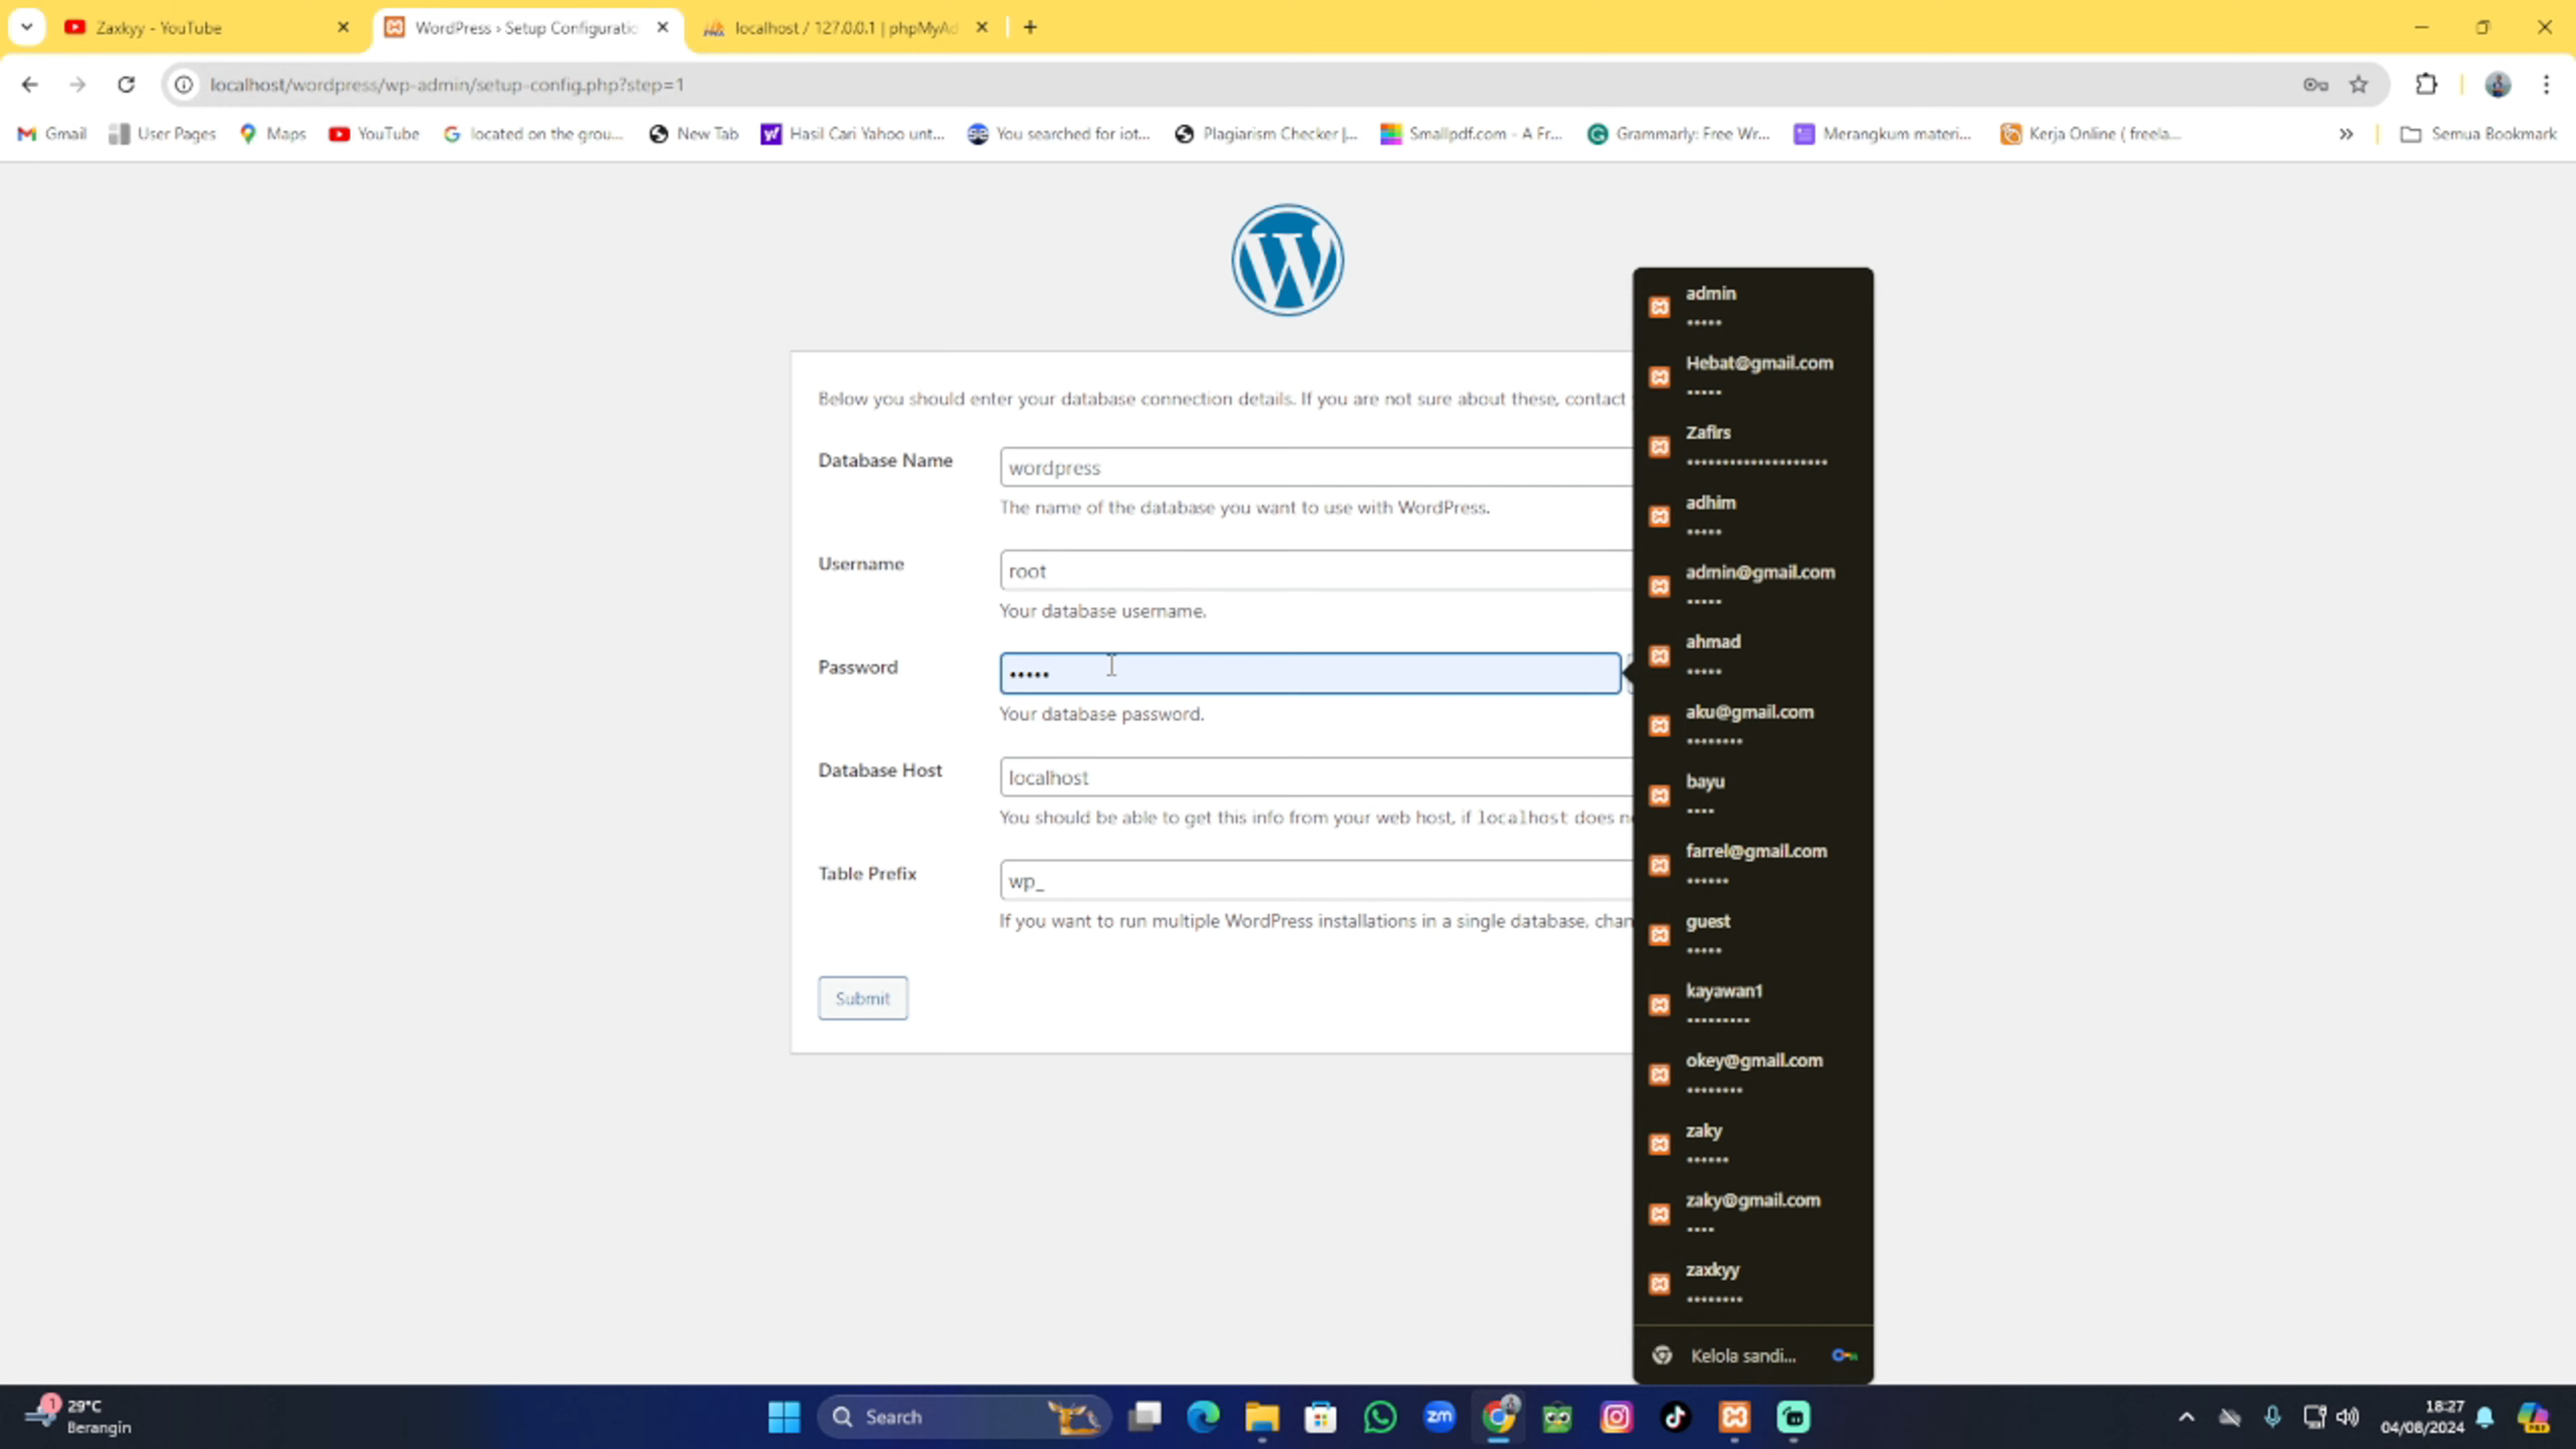 Zaxkyy - YouTube
WordPress › Setup Configuratio
localhost / 127.0.0.1 | phpMyAd
localhost/wordpress/wp-admin/setup-config.php?step=1
Gmail
User Pages
Maps
YouTube
located on the grou...
New Tab
Hasil Cari Yahoo unt...
You searched for iot...
Plagiarism Checker |...
Smallpdf.com - A Fr...
Grammarly: Free Wr...
Merangkum materi...
Kerja Online ( freela...
Semua Bookmark
Below you should enter your database connection details. If you are not sure about these, contact
Database Name
wordpress
The name of the database you want to use with WordPress.
Username
root
Your database username.
Password
•••••
Your database password.
Database Host
localhost
You should be able to get this info from your web host, if localhost does n
Table Prefix
wp_
If you want to run multiple WordPress installations in a single database, chan
Submit
admin
•••••
Hebat@gmail.com
•••••
Zafirs
••••••••••••••••••••
adhim
•••••
admin@gmail.com
•••••
ahmad
•••••
aku@gmail.com
••••••••
bayu
••••
farrel@gmail.com
••••••
guest
•••••
kayawan1
•••••••••
okey@gmail.com
••••••••
zaky
••••••
zaky@gmail.com
••••
zaxkyy
••••••••
Kelola sandi...
1
29°C
Berangin
Search
zm
18:27
04/08/2024